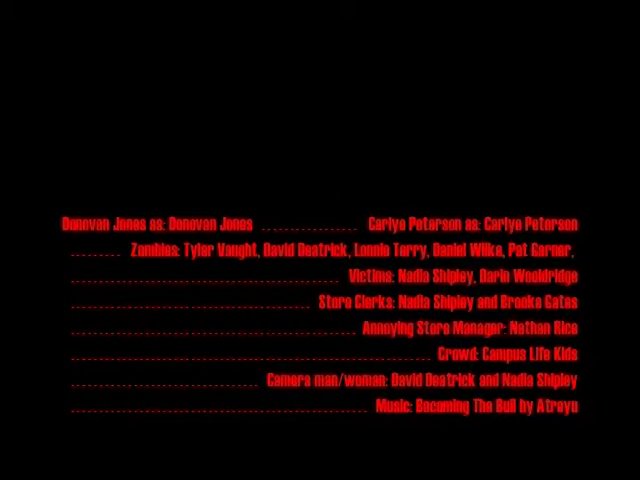 Donovan Jones as: Donovan Jones ................ Carlye Peterson as: Carlye Peterson
......... Zombies: Tyler Vaught, David Deatrick, Lonnie Terry, Daniel Wilke, Pat Garner,
................................................ Victims: Nadia Shipley, Darin Wooldridge
........................................... Store Clerks: Nadia Shipley and Brooke Gates
.................................................. Annoying Store Manager: Nathan Rice
............................................................... Crowd: Campus Life Kids
................................. Camera man/woman: David Deatrick and Nadia Shipley
.................................................... Music: Becoming The Bull by Atreyu